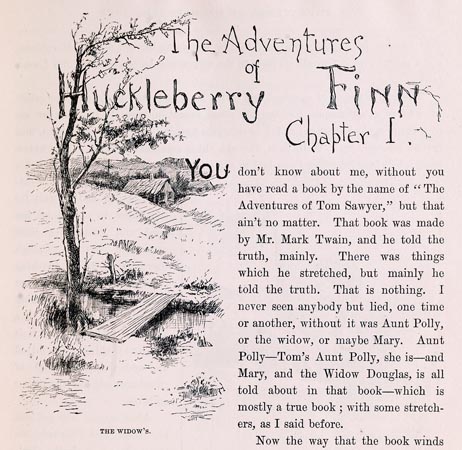 The Adventures
of
Huckleberry Finn
Chapter I.
YOU don't know about me, without you
have read a book by the name of "The
Adventures of Tom Sawyer," but that
ain't no matter. That book was made
by Mr. Mark Twain, and he told the
truth, mainly. There was things
which he stretched, but mainly he
told the truth. That is nothing. I
never seen anybody but lied, one time
or another, without it was Aunt Polly,
or the widow, or maybe Mary. Aunt
Polly—Tom's Aunt Polly, she is—and
Mary, and the Widow Douglas, is all
told about in that book—which is
mostly a true book; with some stretch-
ers, as I said before.
Now the way that the book winds
THE WIDOW'S.